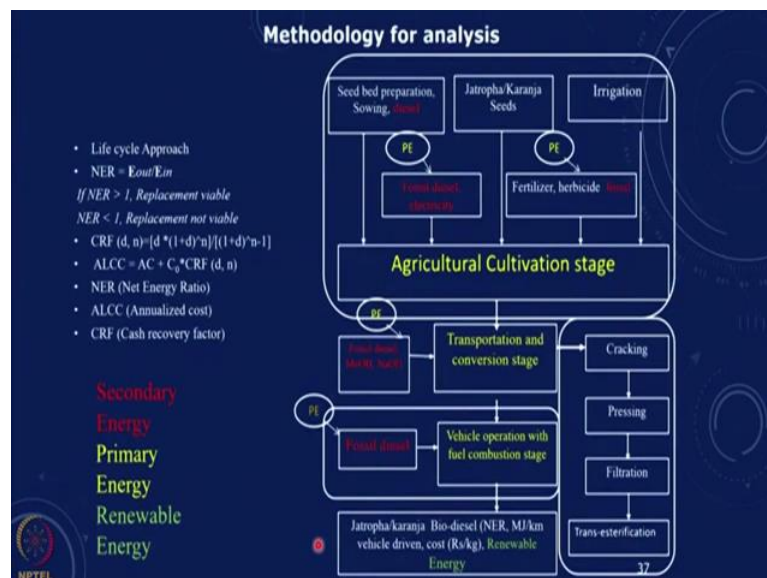 Methodology for analysis
• Life cycle Approach
• NER = Eout/Ein
If NER > 1, Replacement viable
NER < 1, Replacement not viable
• CRF (d, n)=[d *(1+d)^n]/[(1+d)^n-1]
• ALCC = AC + C₀*CRF (d, n)
• NER (Net Energy Ratio)
• ALCC (Annualized cost)
• CRF (Cash recovery factor)
Secondary
Energy
Primary
Energy
Renewable
Energy
Seed bed preparation,
Sowing, diesel
Jatropha/Karanja
Seeds
Irrigation
PE
PE
Fossil diesel,
electricity
Fertilizer, herbicide fossil
Agricultural Cultivation stage
PE
Fossil diesel,
MeOH, NaOH
Transportation and
conversion stage
Cracking
Pressing
Filtration
Trans-esterification
PE
Fossil diesel
Vehicle operation with
fuel combustion stage
Jatropha/karanja Bio-diesel (NER, MJ/km
vehicle driven, cost (Rs/kg), Renewable
Energy
37
NPTEL